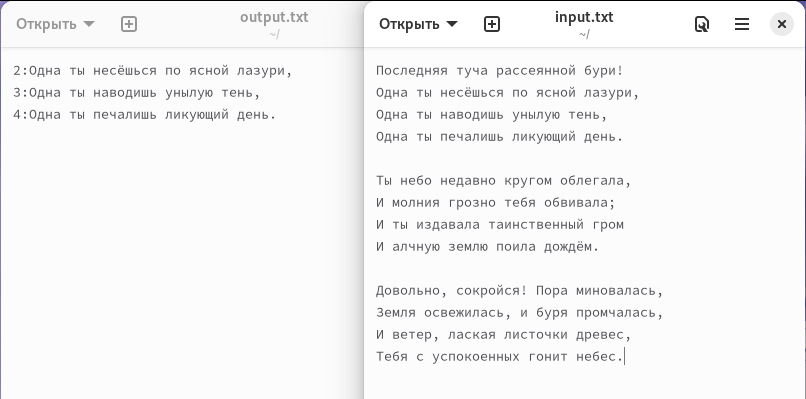 Открыть
output.txt
~/
2:Одна ты несёшься по ясной лазури,
3:Одна ты наводишь унылую тень,
4:Одна ты печалишь ликующий день.
Открыть
input.txt
~/
Последняя туча рассеянной бури!
Одна ты несёшься по ясной лазури,
Одна ты наводишь унылую тень,
Одна ты печалишь ликующий день.
Ты небо недавно кругом облегала,
И молния грозно тебя обвивала;
И ты издавала таинственный гром
И алчную землю поила дождём.
Довольно, сокройся! Пора миновалась,
Земля освежилась, и буря промчалась,
И ветер, лаская листочки древес,
Тебя с успокоенных гонит небес.